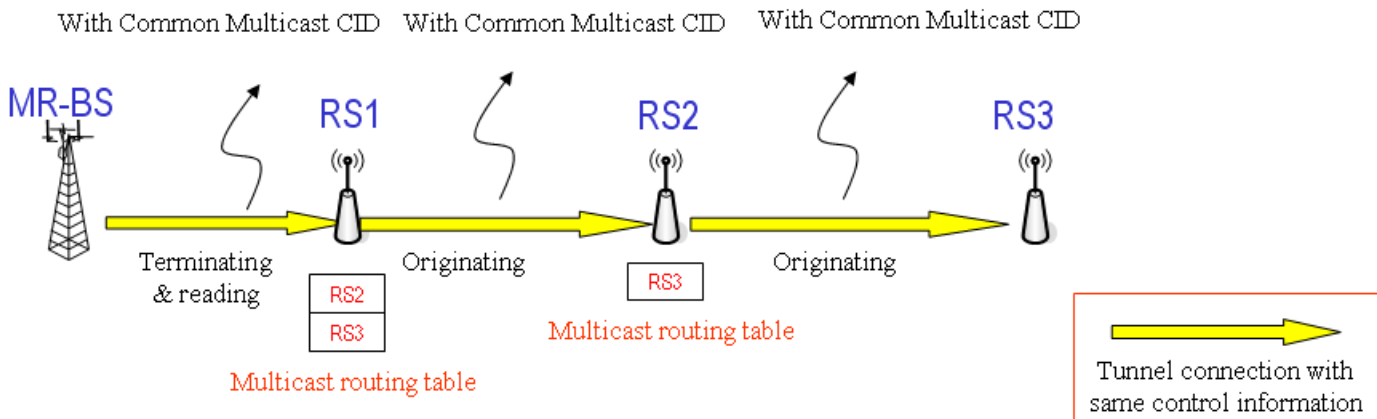 With Common Multicast CID
With Common Multicast CID
With Common Multicast CID
MR-BS
RS1
RS2
RS3
Terminating
& reading
Originating
Originating
RS2
RS3
RS3
Multicast routing table
Multicast routing table
Tunnel connection with
same control information